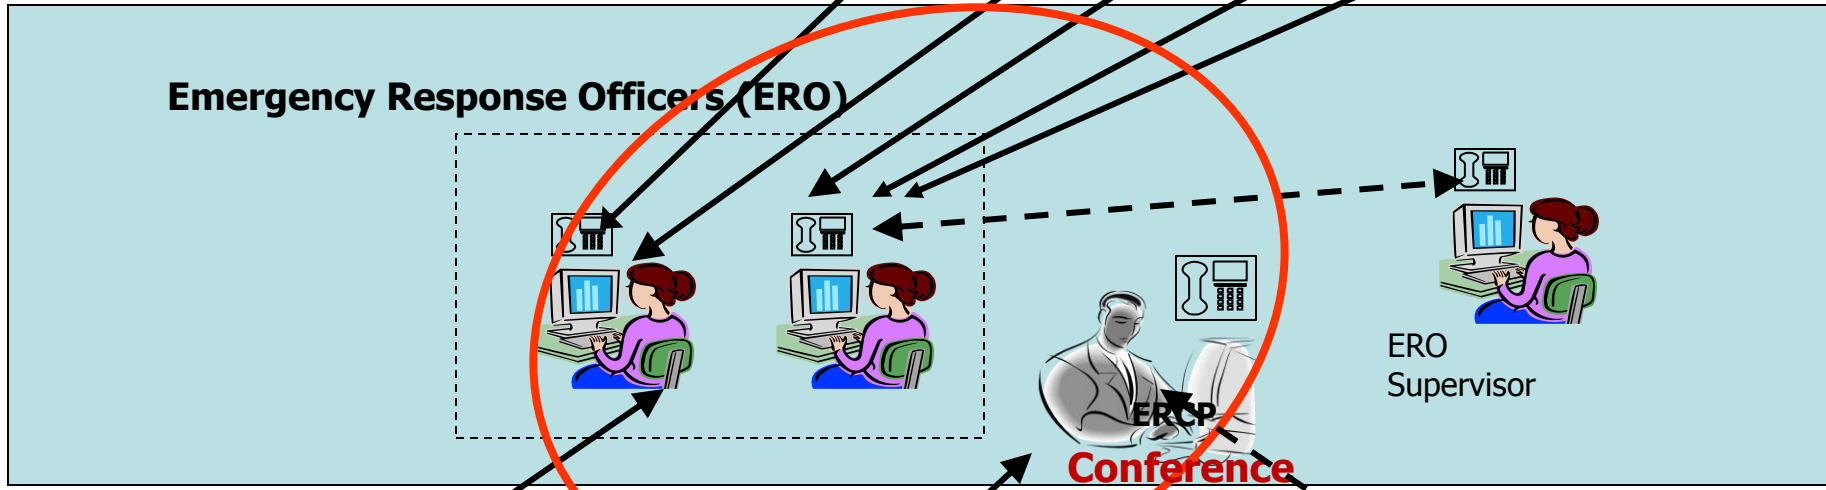 Emergency Response Officers (ERO)
ERO
Supervisor
ERCP
Conference